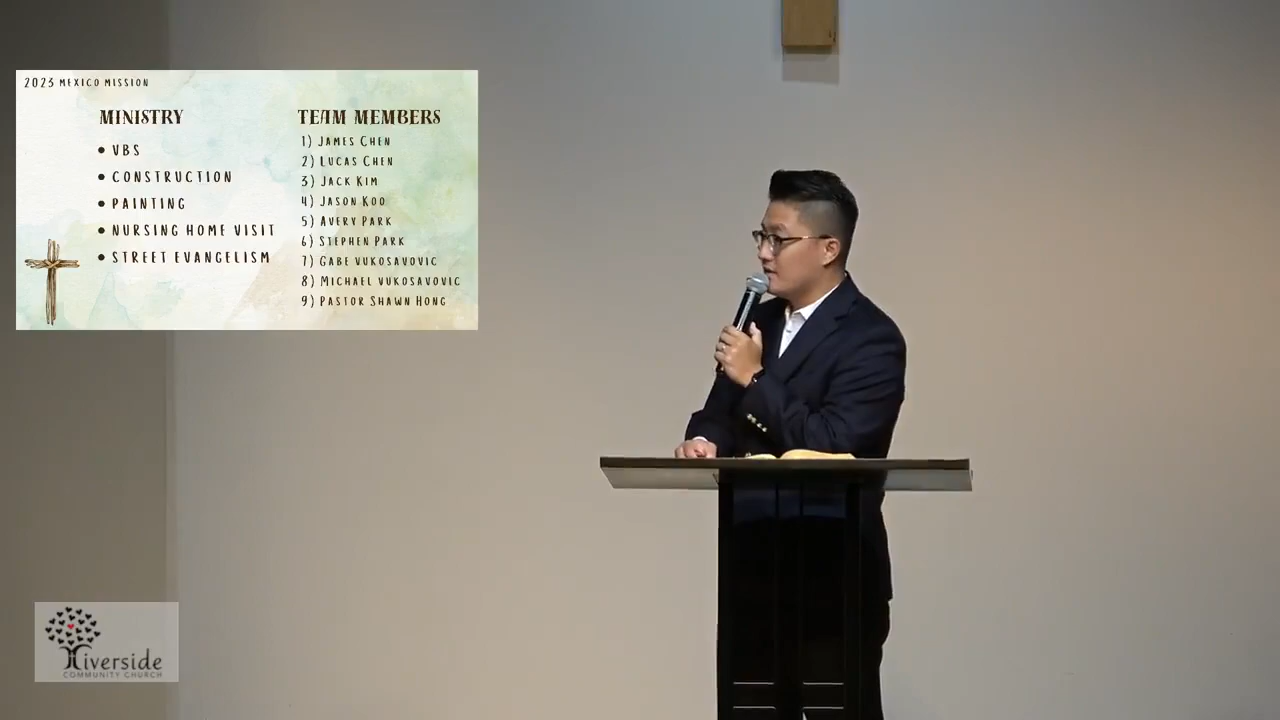 2023 MEXICO MISSION
MINISTRY
• VBS
• CONSTRUCTION
• PAINTING
• NURSING HOME VISIT
• STREET EVANGELISM
TEAM MEMBERS
1) JAMES CHEN
2) LUCAS CHEN
3) JACK KIM
4) JASON KOO
5) AVERY PARK
6) STEPHEN PARK
7) GABE VUKOSAVOVIC
8) MICHAEL VUKOSAVOVIC
9) PASTOR SHAWN HONG
Riverside
COMMUNITY CHURCH